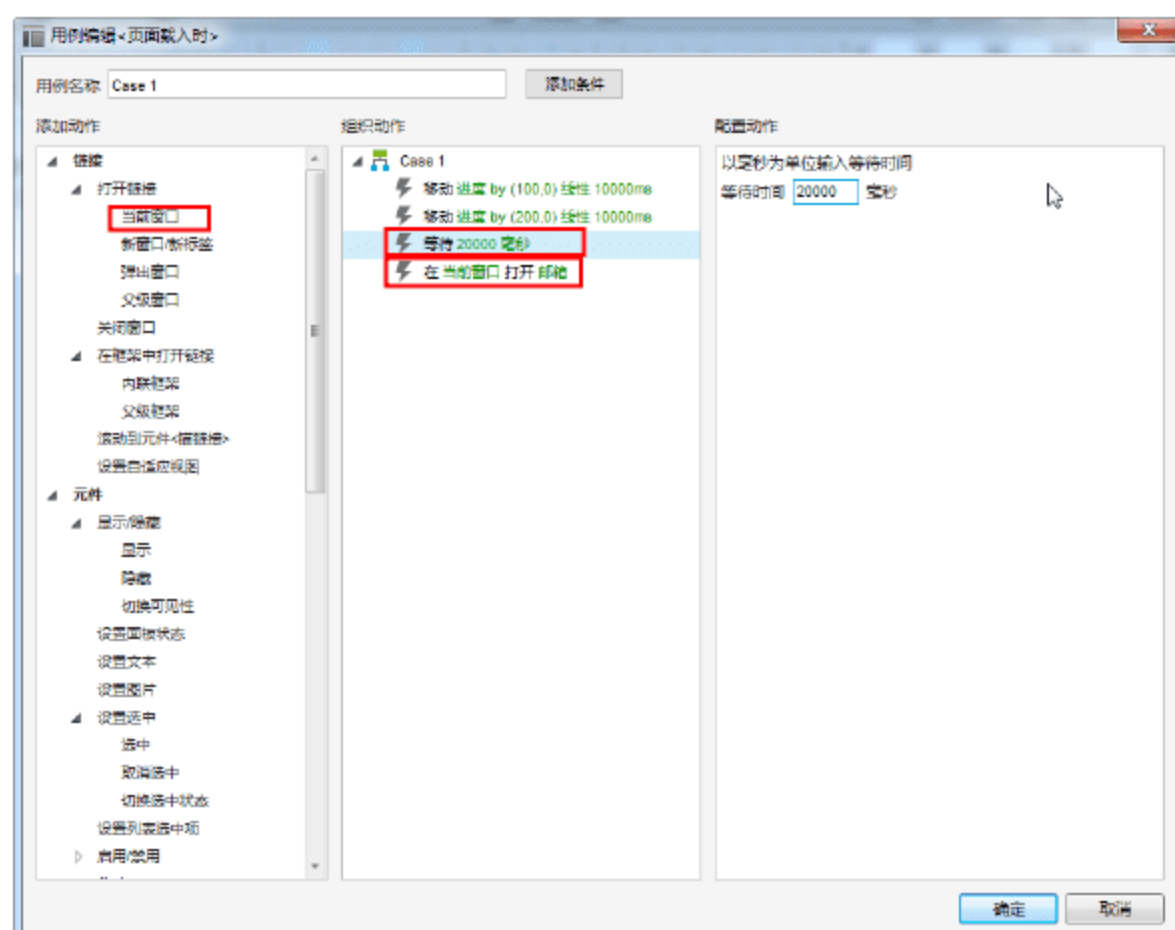 用例编辑<页面载入时>
用例名称 Case 1 添加条件
添加动作
链接
打开链接
当前窗口
新窗口/新标签
弹出窗口
父级窗口
关闭窗口
在框架中打开链接
内联框架
父级框架
滚动到元件<锚链接>
设置自适应视图
元件
显示/隐藏
显示
隐藏
切换可见性
设置面板状态
设置文本
设置图片
设置选中
选中
取消选中
切换选中状态
设置列表选中项
启用/禁用
组织动作
Case 1
移动 进度 by (100,0) 线性 10000ms
移动 进度 by (200,0) 线性 10000ms
等待 20000 毫秒
在 当前窗口 打开 邮箱
配置动作
以毫秒为单位输入等待时间
等待时间 20000 毫秒
确定 取消